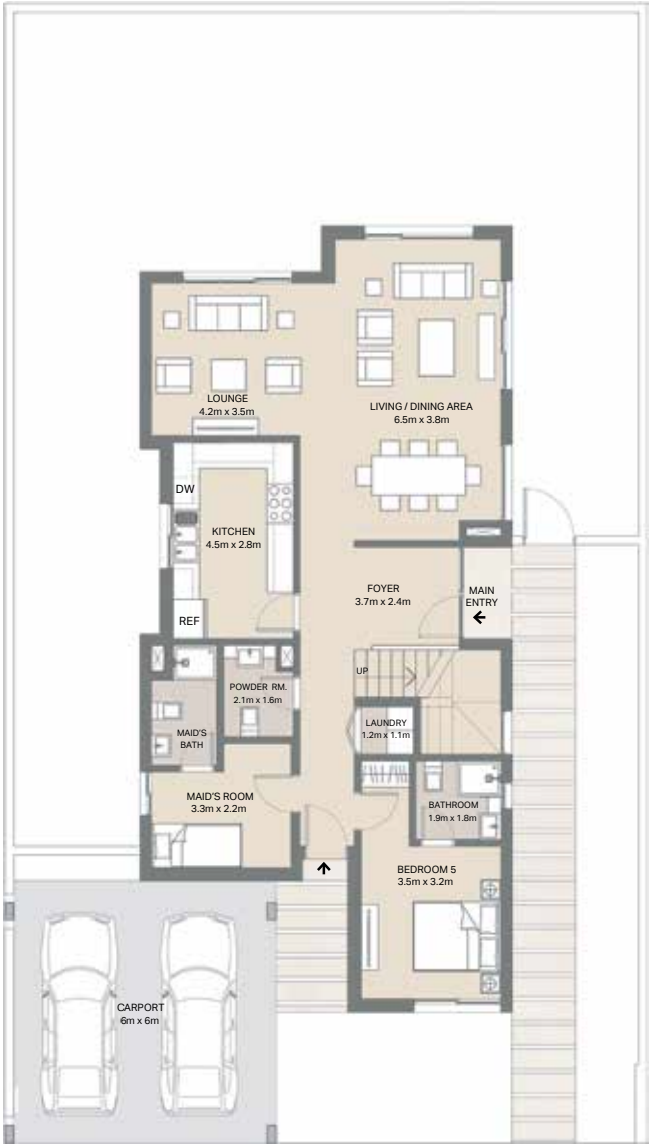 LOUNGE
4.2m x 3.5m
LIVING / DINING AREA
6.5m x 3.8m
DW
KITCHEN
4.5m x 2.8m
REF
FOYER
3.7m x 2.4m
MAIN
ENTRY
UP
POWDER RM.
2.1m x 1.6m
MAID'S
BATH
LAUNDRY
1.2m x 1.1m
MAID'S ROOM
3.3m x 2.2m
BATHROOM
1.9m x 1.8m
BEDROOM 5
3.5m x 3.2m
CARPORT
6m x 6m